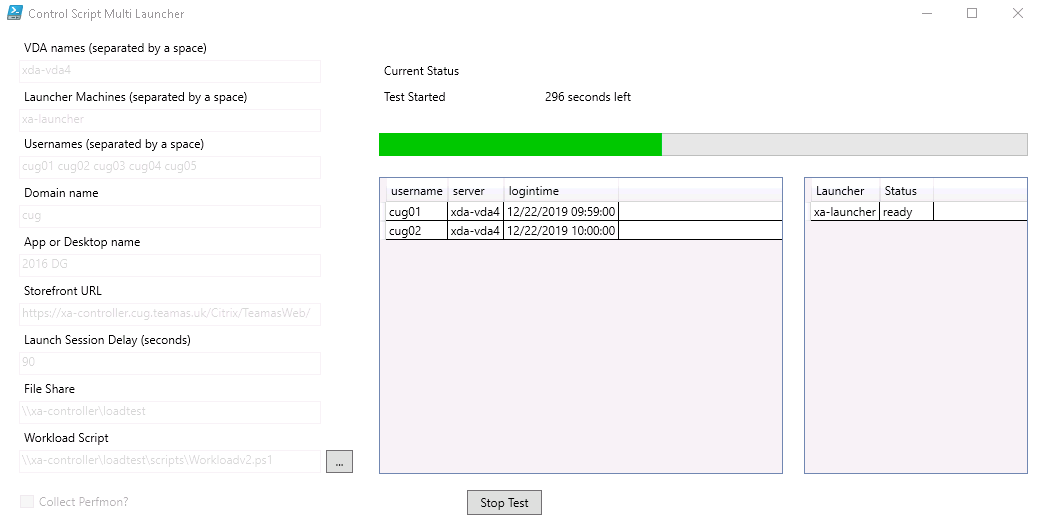 Control Script Multi Launcher
VDA names (separated by a space)
xda-vda4
Launcher Machines (separated by a space)
xa-launcher
Usernames (separated by a space)
cug01 cug02 cug03 cug04 cug05
Domain name
cug
App or Desktop name
2016 DG
Storefront URL
https://xa-controller.cug.teamas.uk/Citrix/TeamasWeb/
Launch Session Delay (seconds)
90
File Share
\\xa-controller\loadtest
Workload Script
\\xa-controller\loadtest\scripts\Workloadv2.ps1
...
Collect Perfmon?
Current Status
Test Started 296 seconds left
username server logintime
cug01 xda-vda4 12/22/2019 09:59:00
cug02 xda-vda4 12/22/2019 10:00:00
Launcher Status
xa-launcher ready
Stop Test